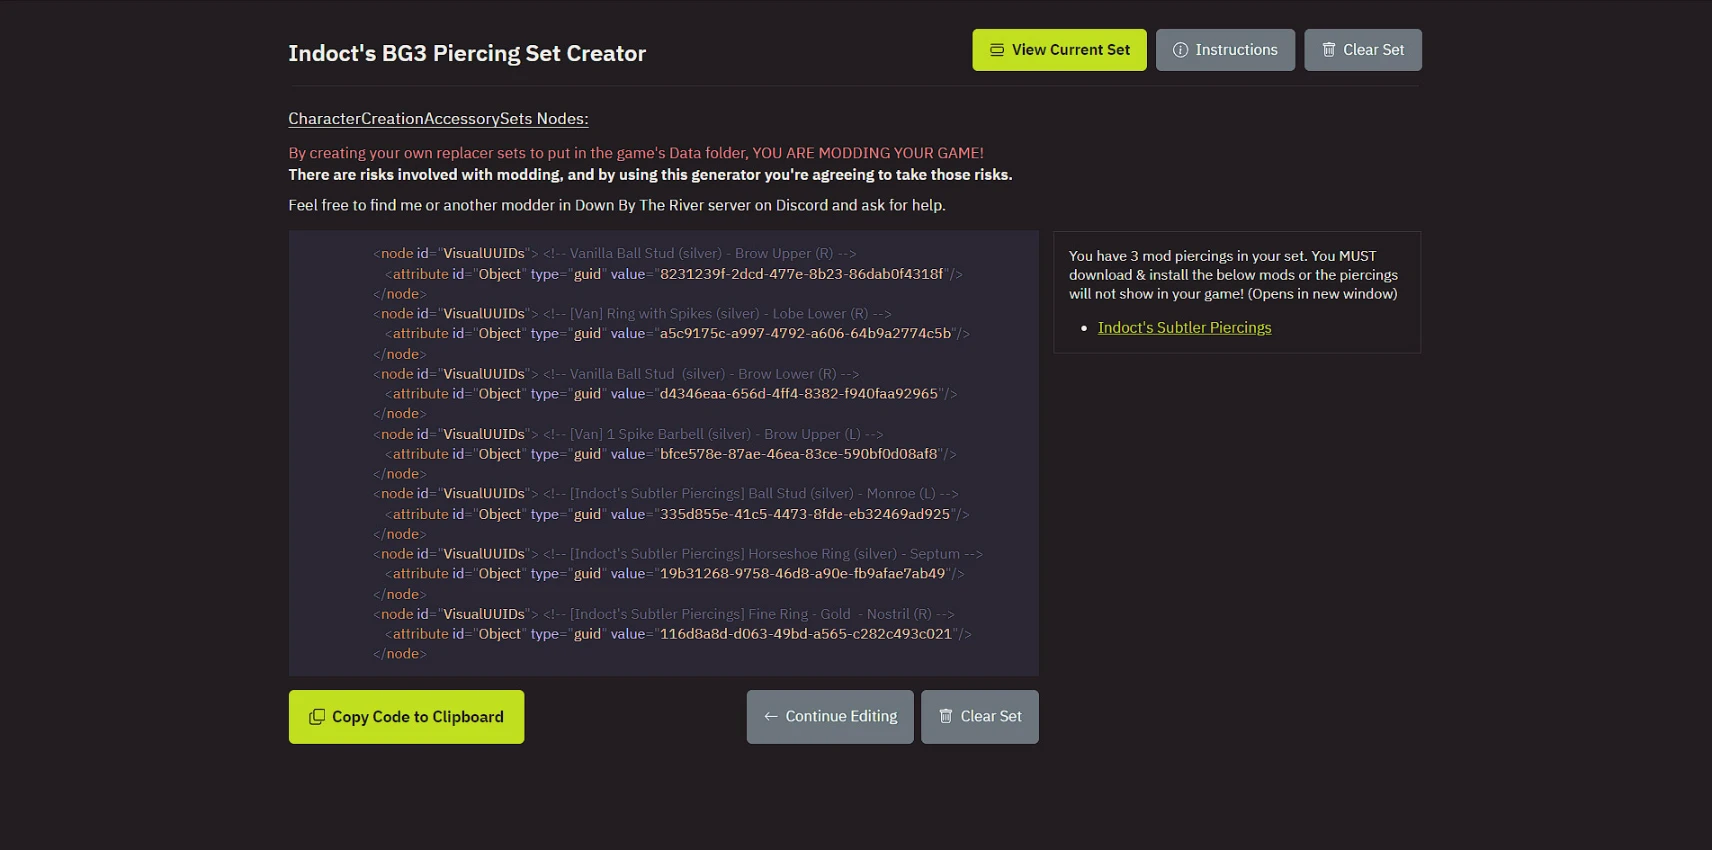 Indoct's BG3 Piercing Set Creator
View Current Set
Instructions
Clear Set
CharacterCreationAccessorySets Nodes:
By creating your own replacer sets to put in the game's Data folder, YOU ARE MODDING YOUR GAME!
There are risks involved with modding, and by using this generator you're agreeing to take those risks.
Feel free to find me or another modder in Down By The River server on Discord and ask for help.
<node id="VisualUUIDs"> <!-- Vanilla Ball Stud (silver) - Brow Upper (R) -->
<attribute id="Object" type="guid" value="8231239f-2dcd-477e-8b23-86dab0f4318f"/>
</node>
<node id="VisualUUIDs"> <!-- [Van] Ring with Spikes (silver) - Lobe Lower (R) -->
<attribute id="Object" type="guid" value="a5c9175c-a997-4792-a606-64b9a2774c5b"/>
</node>
<node id="VisualUUIDs"> <!-- Vanilla Ball Stud  (silver) - Brow Lower (R) -->
<attribute id="Object" type="guid" value="d4346eaa-656d-4ff4-8382-f940faa92965"/>
</node>
<node id="VisualUUIDs"> <!-- [Van] 1 Spike Barbell (silver) - Brow Upper (L) -->
<attribute id="Object" type="guid" value="bfce578e-87ae-46ea-83ce-590bf0d08af8"/>
</node>
<node id="VisualUUIDs"> <!-- [Indoct's Subtler Piercings] Ball Stud (silver) - Monroe (L) -->
<attribute id="Object" type="guid" value="335d855e-41c5-4473-8fde-eb32469ad925"/>
</node>
<node id="VisualUUIDs"> <!-- [Indoct's Subtler Piercings] Horseshoe Ring (silver) - Septum -->
<attribute id="Object" type="guid" value="19b31268-9758-46d8-a90e-fb9afae7ab49"/>
</node>
<node id="VisualUUIDs"> <!-- [Indoct's Subtler Piercings] Fine Ring - Gold  - Nostril (R) -->
<attribute id="Object" type="guid" value="116d8a8d-d063-49bd-a565-c282c493c021"/>
</node>
You have 3 mod piercings in your set. You MUST
download & install the below mods or the piercings
will not show in your game! (Opens in new window)
• Indoct's Subtler Piercings
Copy Code to Clipboard
← Continue Editing
Clear Set